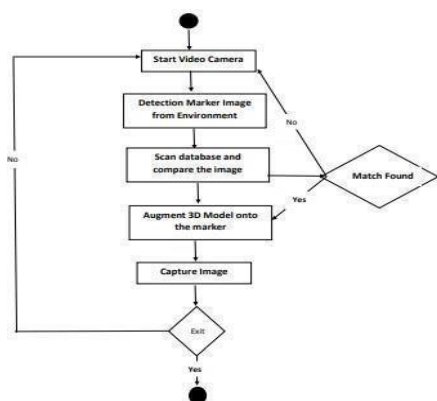 Start Video Camera
Detection Marker Image
from Environment
No
No
Scan database and
compare the image
Match Found
Yes
Augment 3D Model onto
the marker
Capture Image
Exit
Yes